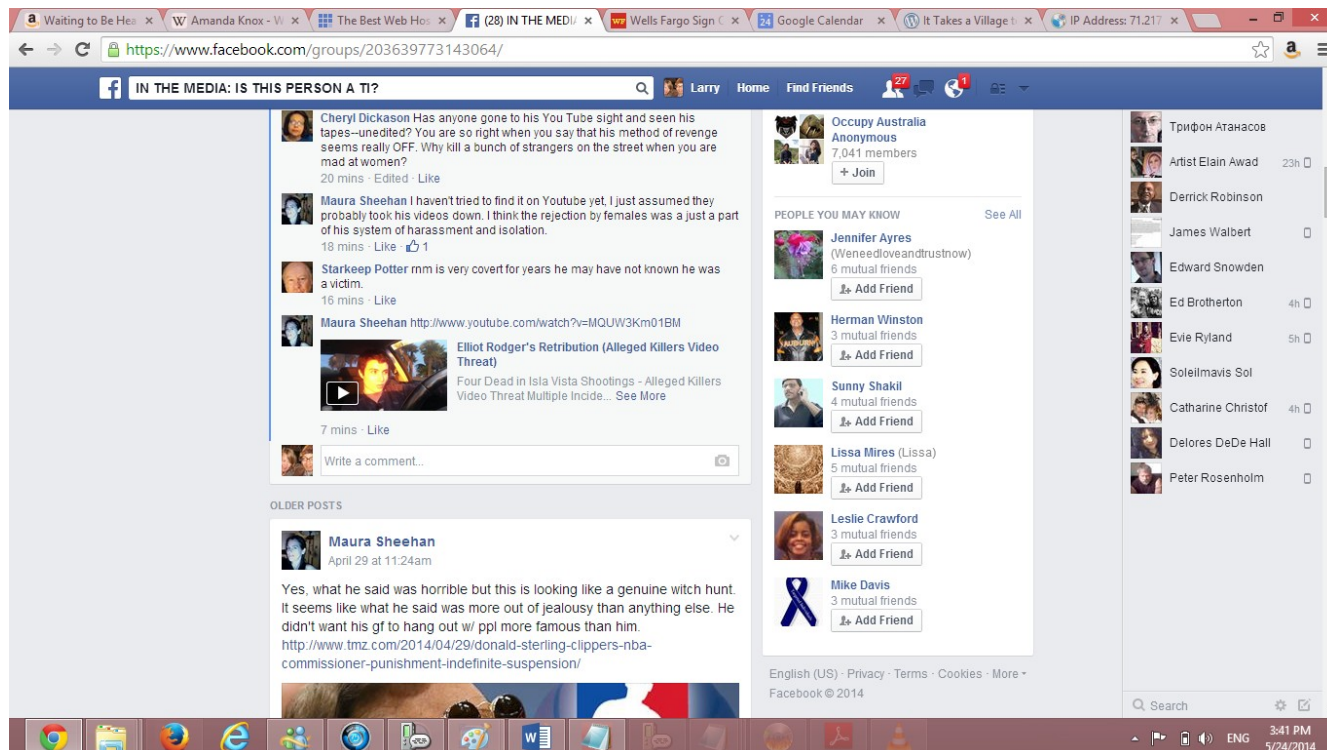 Waiting to Be Hea
Amanda Knox - W
The Best Web Hos
(28) IN THE MEDI
Wells Fargo Sign
Google Calendar
It Takes a Village t
IP Address: 71.217
https://www.facebook.com/groups/203639773143064/
IN THE MEDIA: IS THIS PERSON A TI?
Larry Home Find Friends
27
1
Cheryl Dickason Has anyone gone to his You Tube sight and seen his
tapes--unedited? You are so right when you say that his method of revenge
seems really OFF. Why kill a bunch of strangers on the street when you are
mad at women?
20 mins · Edited · Like
Maura Sheehan I haven't tried to find it on Youtube yet, I just assumed they
probably took his videos down. I think the rejection by females was a just a part
of his system of harassment and isolation.
18 mins · Like · 1
Starkeep Potter rnm is very covert for years he may have not known he was
a victim.
16 mins · Like
Maura Sheehan http://www.youtube.com/watch?v=MQUW3Km01BM
Elliot Rodger's Retribution (Alleged Killers Video
Threat)
Four Dead in Isla Vista Shootings - Alleged Killers
Video Threat Multiple Incide... See More
7 mins · Like
Write a comment...
OLDER POSTS
Maura Sheehan
April 29 at 11:24am
Yes, what he said was horrible but this is looking like a genuine witch hunt.
It seems like what he said was more out of jealousy than anything else. He
didn't want his gf to hang out w/ ppl more famous than him.
http://www.tmz.com/2014/04/29/donald-sterling-clippers-nba-
commissioner-punishment-indefinite-suspension/
Occupy Australia
Anonymous
7,041 members
+ Join
PEOPLE YOU MAY KNOW See All
Jennifer Ayres
(Weneedloveandtrustnow)
6 mutual friends
Add Friend
Herman Winston
3 mutual friends
Add Friend
Sunny Shakil
4 mutual friends
Add Friend
Lissa Mires (Lissa)
5 mutual friends
Add Friend
Leslie Crawford
3 mutual friends
Add Friend
Mike Davis
3 mutual friends
Add Friend
English (US) · Privacy · Terms · Cookies · More
Facebook © 2014
Трифон Атанасов
Artist Elain Awad 23h
Derrick Robinson
James Walbert
Edward Snowden
Ed Brotherton 4h
Evie Ryland 5h
Soleilmavis Sol
Catharine Christof 4h
Delores DeDe Hall
Peter Rosenholm
Search
ENG
3:41 PM
5/24/2014